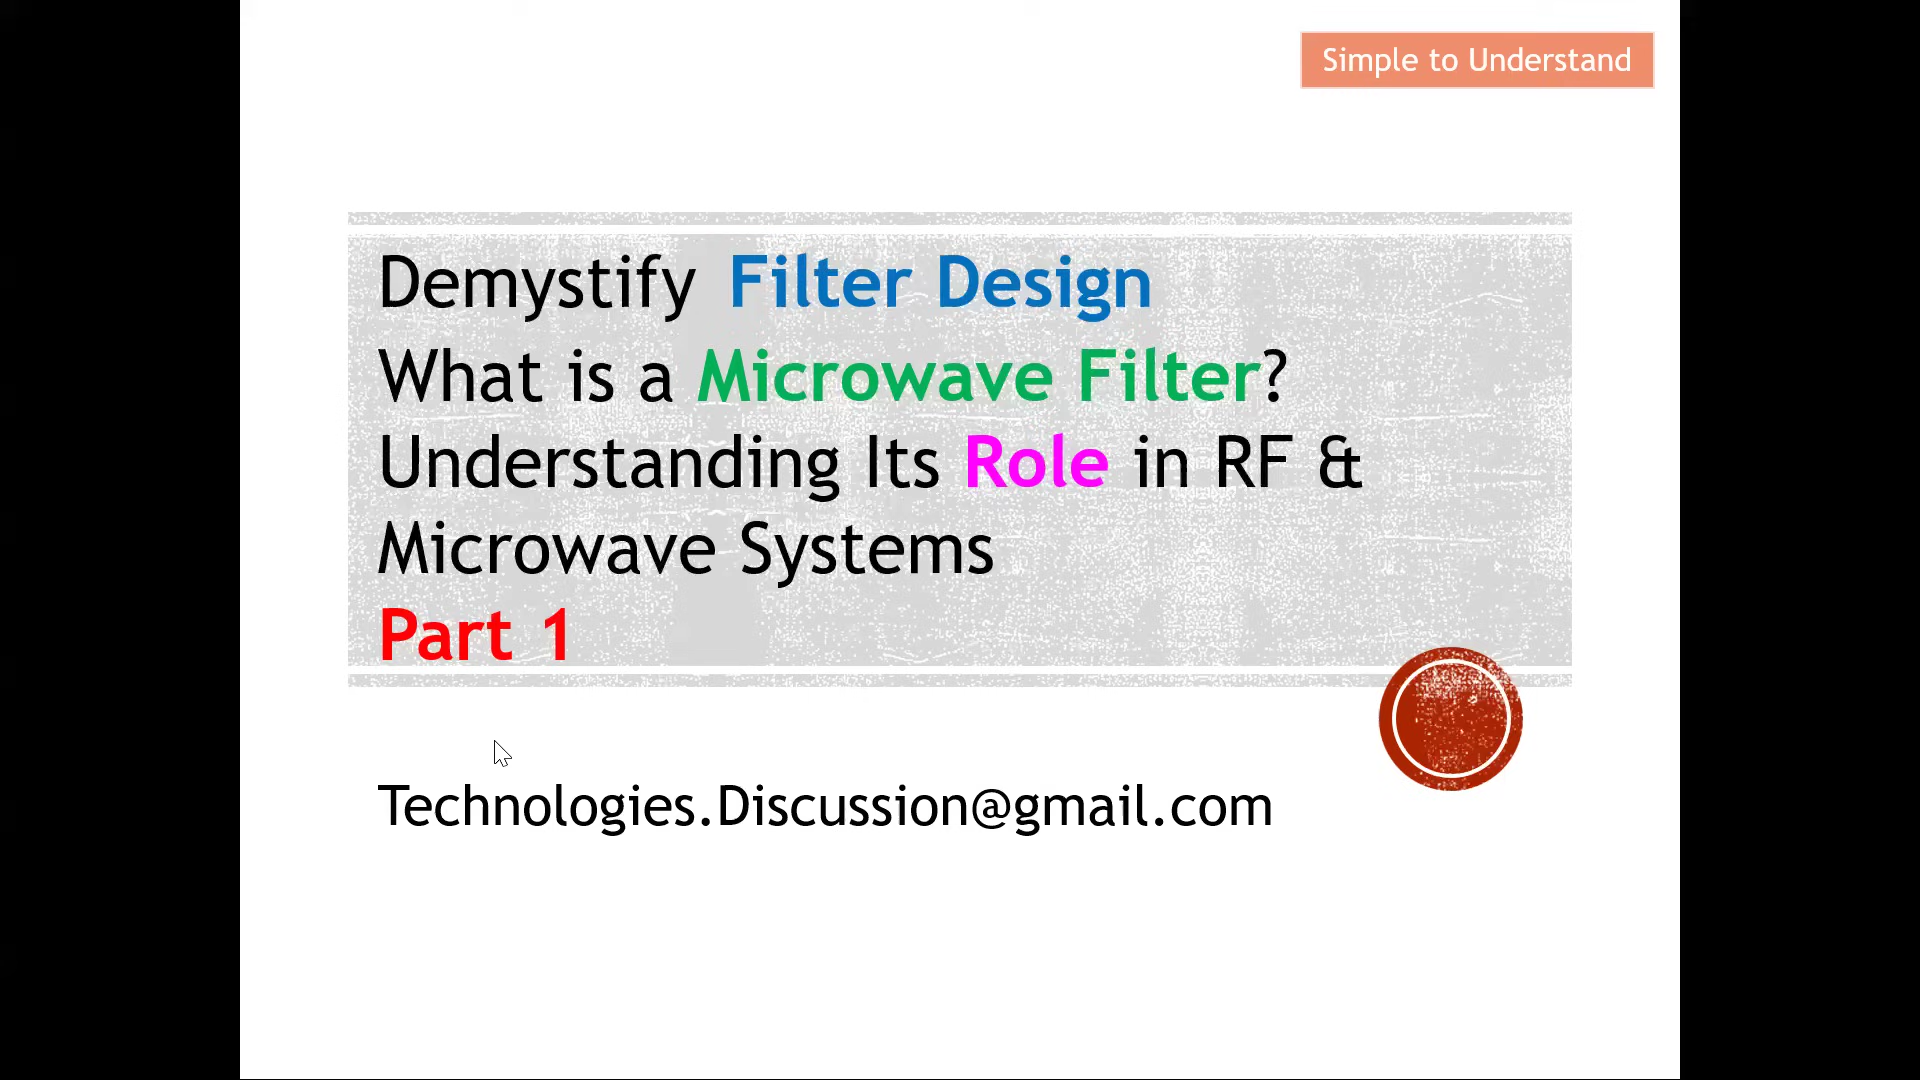 Simple to Understand
Demystify Filter Design
What is a Microwave Filter?
Understanding Its Role in RF &
Microwave Systems
Part 1
Technologies.Discussion@gmail.com